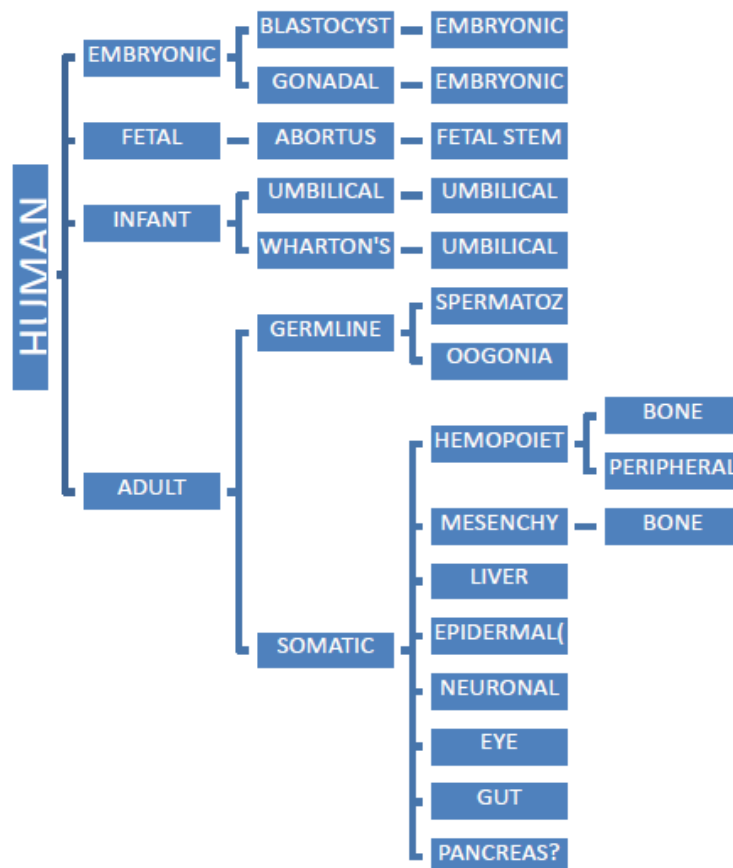 HUMAN
EMBRYONIC
BLASTOCYST
EMBRYONIC
GONADAL
EMBRYONIC
FETAL
ABORTUS
FETAL STEM
INFANT
UMBILICAL
UMBILICAL
WHARTON'S
UMBILICAL
ADULT
GERMLINE
SPERMATOZ
OOGONIA
SOMATIC
HEMOPOIET
BONE
PERIPHERAL
MESENCHY
BONE
LIVER
EPIDERMAL(
NEURONAL
EYE
GUT
PANCREAS?